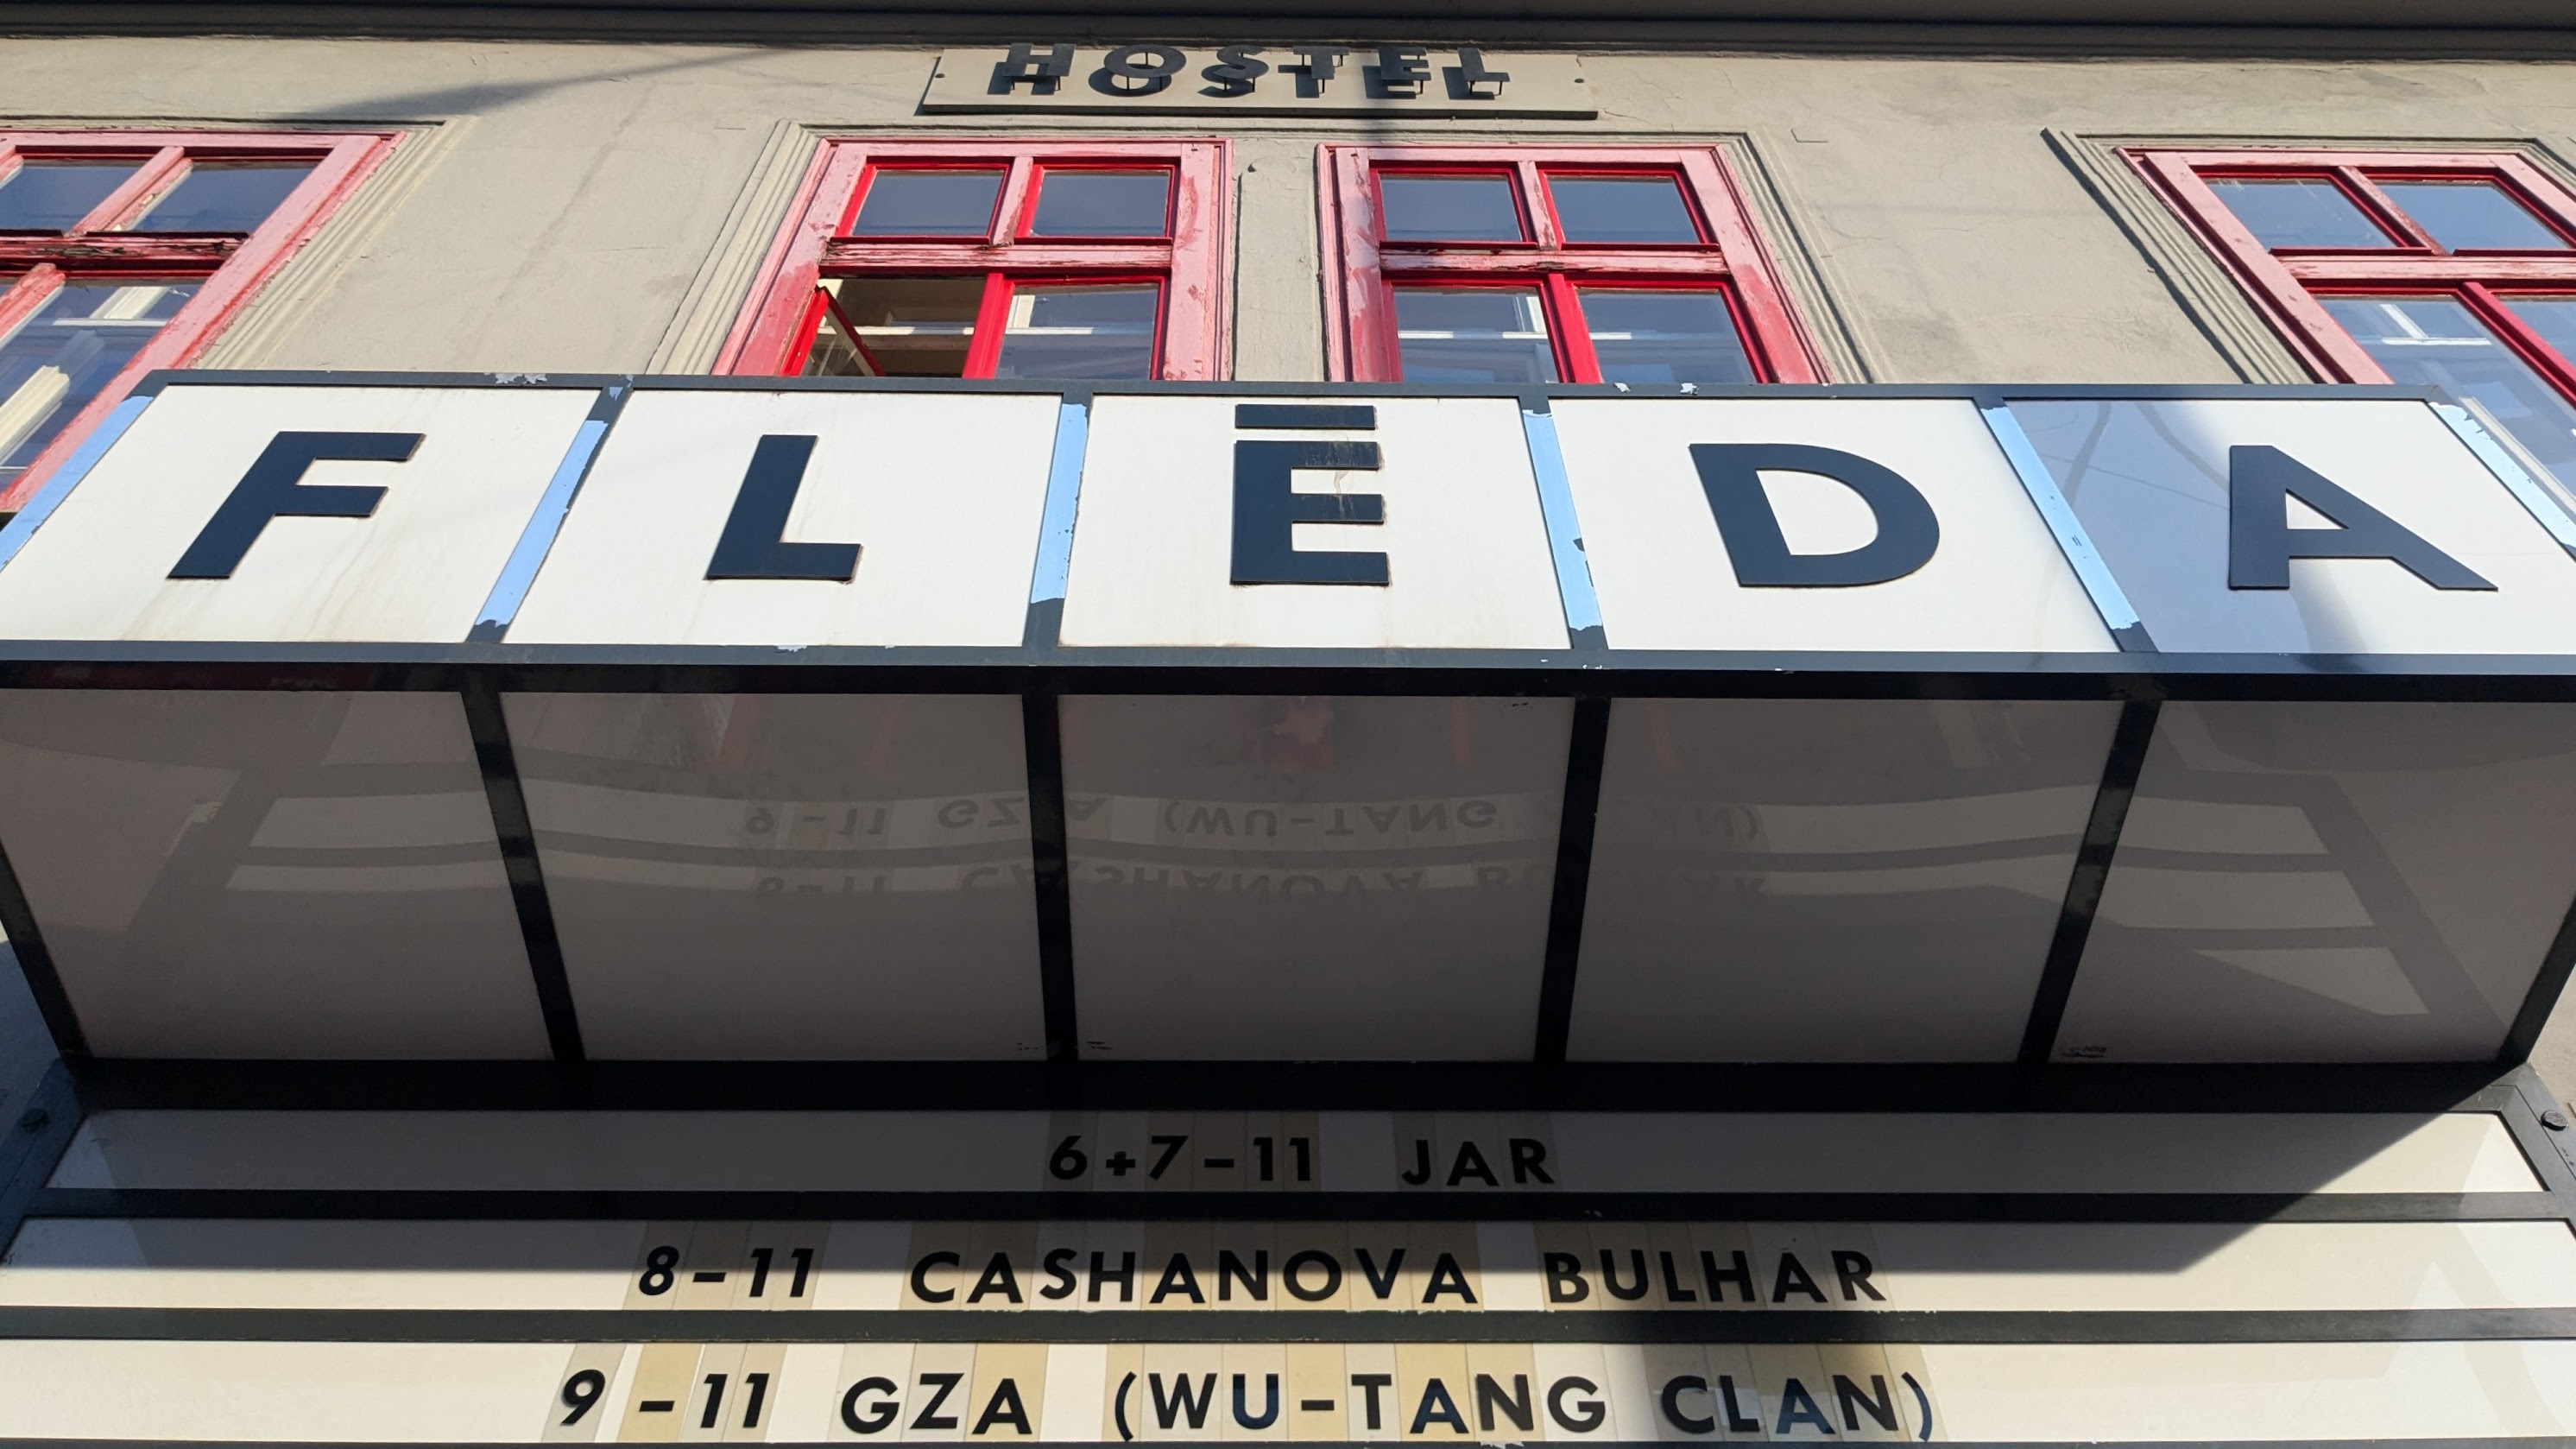 HOSTEL
FLĒDA
6+7-11 JAR
8-11 CASHANOVA BULHAR
9-11 GZA (WU-TANG CLAN)